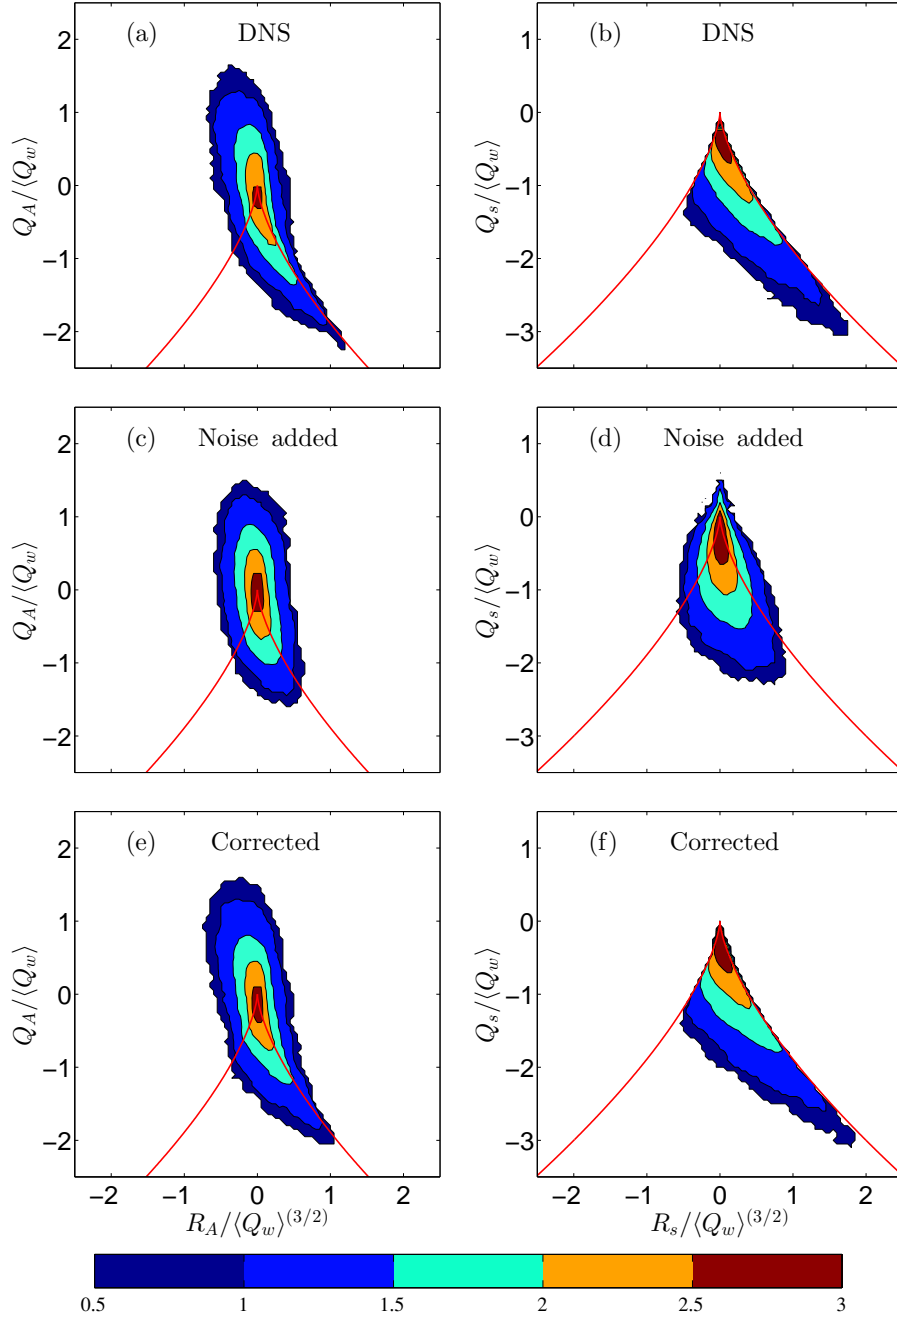 (a) DNS
2
1
0
−1
−2
Q_A/⟨Q_w⟩
(b) DNS
1
0
−1
−2
−3
Q_s/⟨Q_w⟩
(c) Noise added
2
1
0
−1
−2
Q_A/⟨Q_w⟩
(d) Noise added
1
0
−1
−2
−3
Q_s/⟨Q_w⟩
(e) Corrected
2
1
0
−1
−2
Q_A/⟨Q_w⟩
−2 −1 0 1 2
R_A/⟨Q_w⟩^(3/2)
(f) Corrected
1
0
−1
−2
−3
Q_s/⟨Q_w⟩
−2 −1 0 1 2
R_s/⟨Q_w⟩^(3/2)
0.5 1 1.5 2 2.5 3